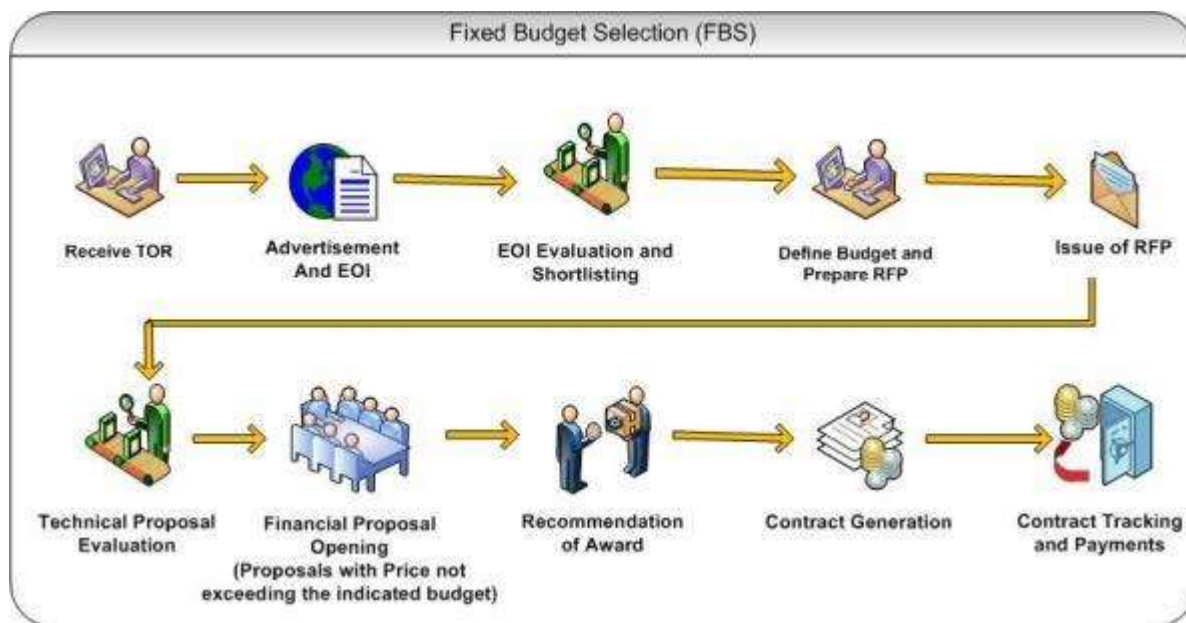 Fixed Budget Selection (FBS)
Receive TOR
Advertisement
And EOI
EOI Evaluation and
Shortlisting
Define Budget and
Prepare RFP
Issue of RFP
Technical Proposal
Evaluation
Financial Proposal
Opening
(Proposals with Price not
exceeding the indicated budget)
Recommendation
of Award
Contract Generation
Contract Tracking
and Payments